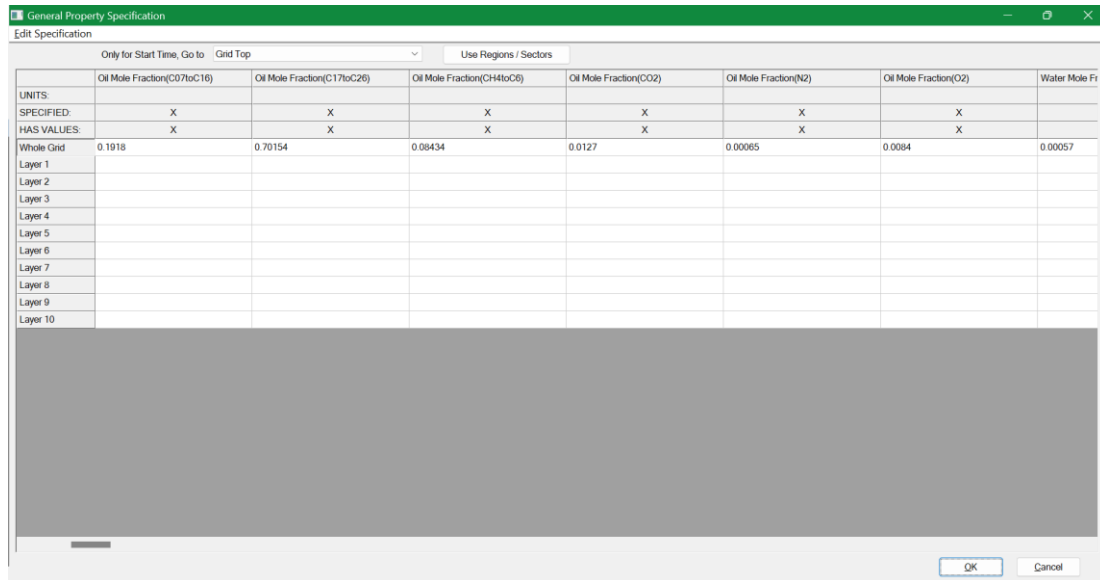 General Property Specification
Edit Specification
Only for Start Time, Go to Grid Top Use Regions / Sectors
Oil Mole Fraction(C07toC16) Oil Mole Fraction(C17toC26) Oil Mole Fraction(CH4toC6) Oil Mole Fraction(CO2) Oil Mole Fraction(N2) Oil Mole Fraction(O2) Water Mole Fr
UNITS:
SPECIFIED: X X X X X X
HAS VALUES: X X X X X X
Whole Grid 0.1918 0.70154 0.08434 0.0127 0.00065 0.0084 0.00057
Layer 1
Layer 2
Layer 3
Layer 4
Layer 5
Layer 6
Layer 7
Layer 8
Layer 9
Layer 10
OK Cancel